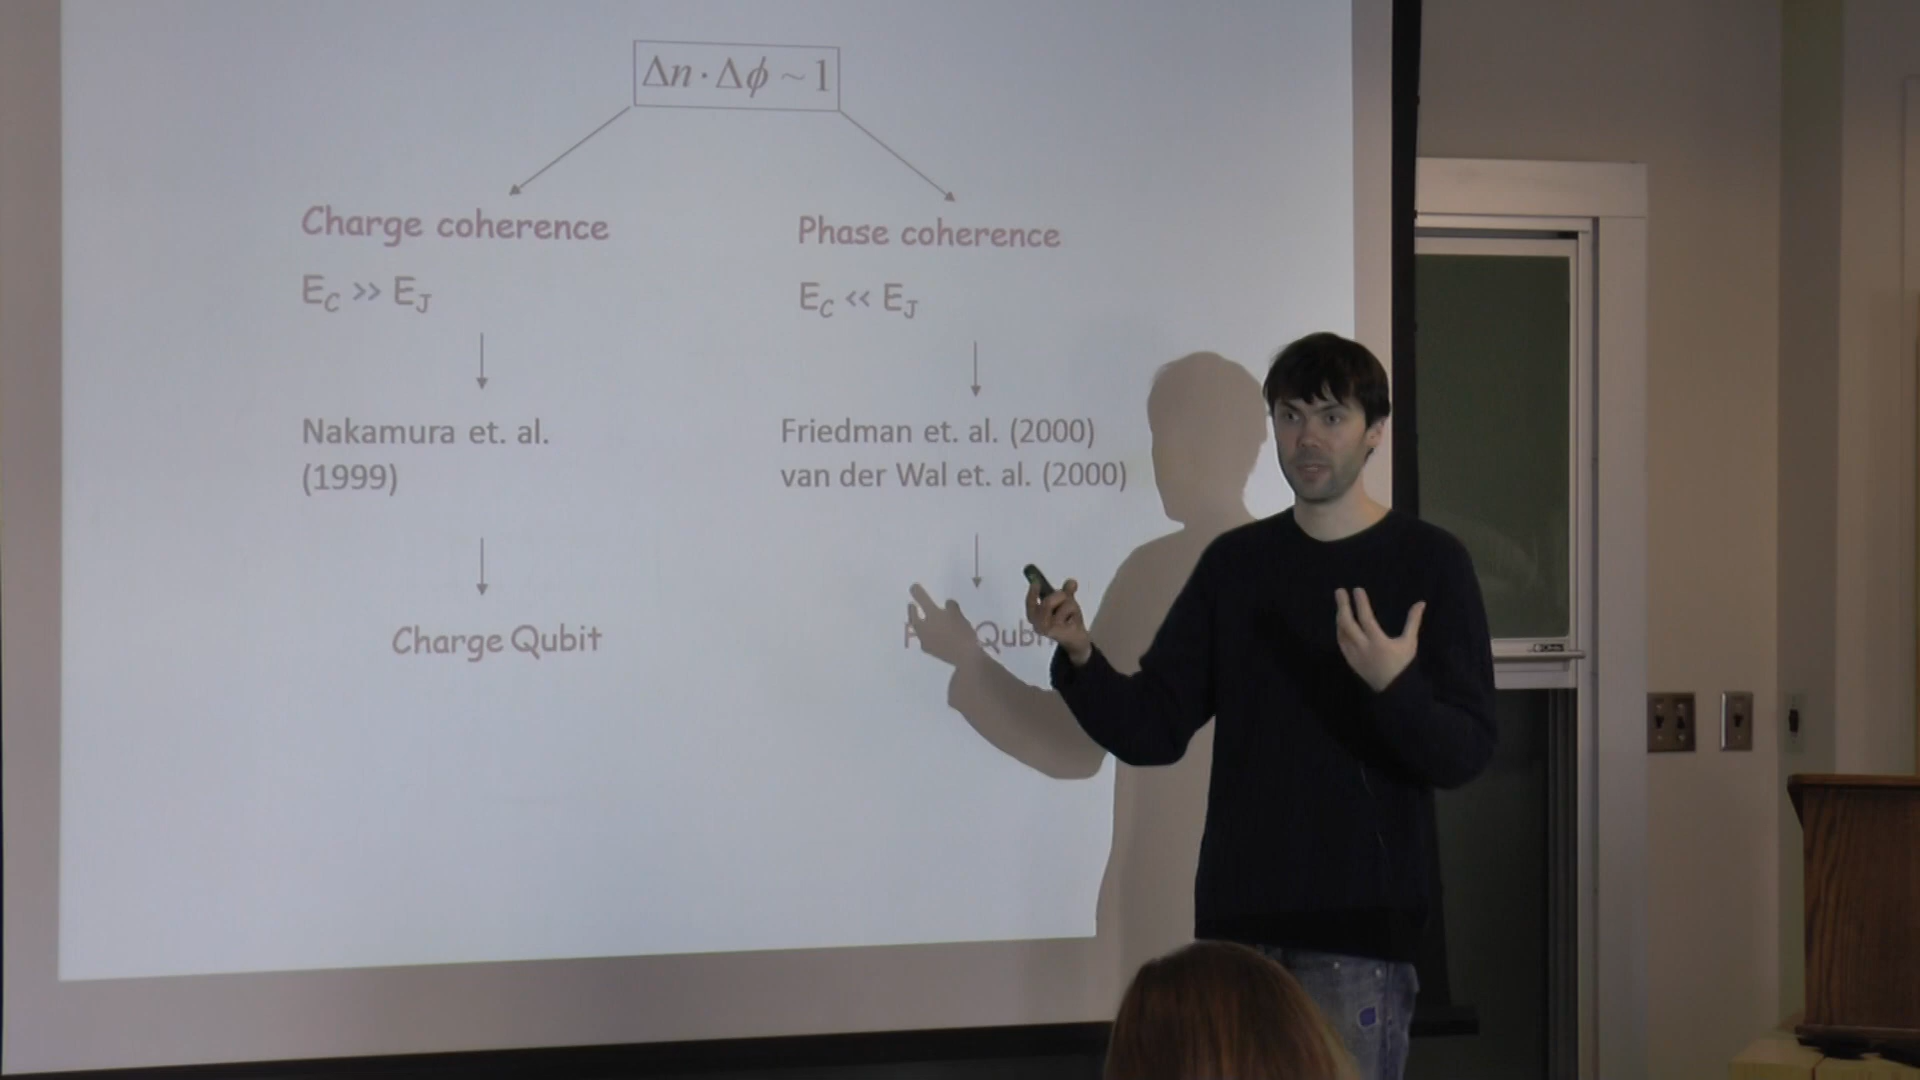 Δn · Δϕ ~ 1
Charge coherence
Phase coherence
E_C >> E_J
E_C << E_J
Nakamura et. al.
(1999)
Friedman et. al. (2000)
van der Wal et. al. (2000)
Charge Qubit